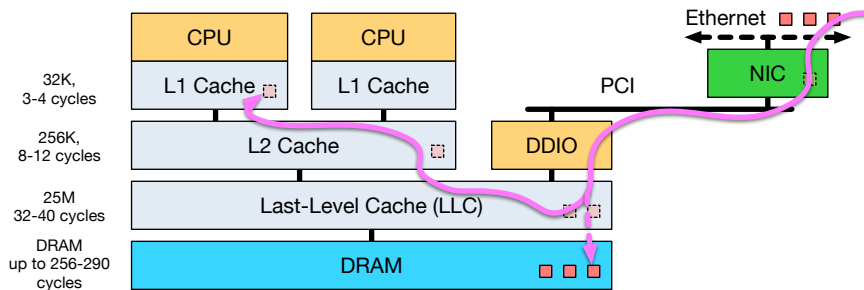 Ethernet
CPU
CPU
NIC
32K,
3-4 cycles
L1 Cache
L1 Cache
PCI
256K,
8-12 cycles
L2 Cache
DDIO
25M
32-40 cycles
Last-Level Cache (LLC)
DRAM
up to 256-290
cycles
DRAM